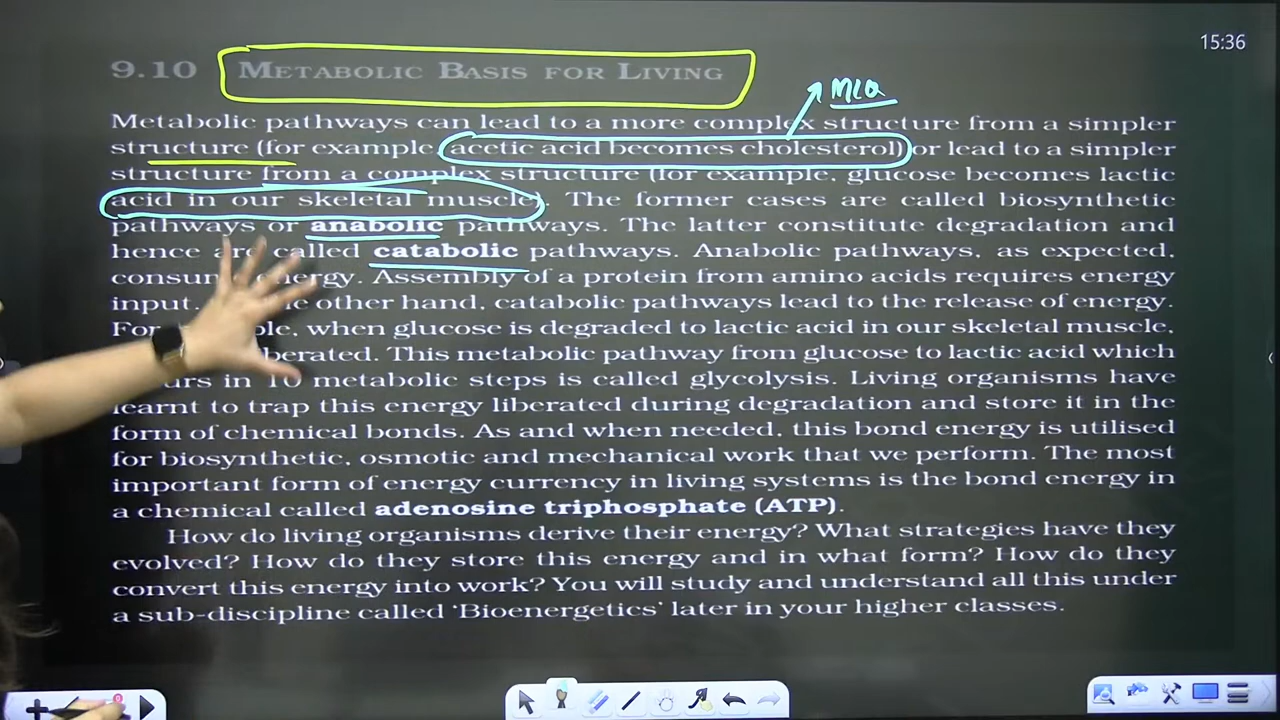 15:36
9.10 METABOLIC BASIS FOR LIVING
MCQ
Metabolic pathways can lead to a more complex structure from a simpler
structure (for example, acetic acid becomes cholesterol) or lead to a simpler
structure from a complex structure (for example, glucose becomes lactic
acid in our skeletal muscle). The former cases are called biosynthetic
pathways or anabolic pathways. The latter constitute degradation and
hence are called catabolic pathways. Anabolic pathways, as expected,
consume energy. Assembly of a protein from amino acids requires energy
input. other hand, catabolic pathways lead to the release of energy.
For when glucose is degraded to lactic acid in our skeletal muscle,
liberated. This metabolic pathway from glucose to lactic acid which
occurs in 10 metabolic steps is called glycolysis. Living organisms have
learnt to trap this energy liberated during degradation and store it in the
form of chemical bonds. As and when needed, this bond energy is utilised
for biosynthetic, osmotic and mechanical work that we perform. The most
important form of energy currency in living systems is the bond energy in
a chemical called adenosine triphosphate (ATP).
How do living organisms derive their energy? What strategies have they
evolved? How do they store this energy and in what form? How do they
convert this energy into work? You will study and understand all this under
a sub-discipline called 'Bioenergetics' later in your higher classes.